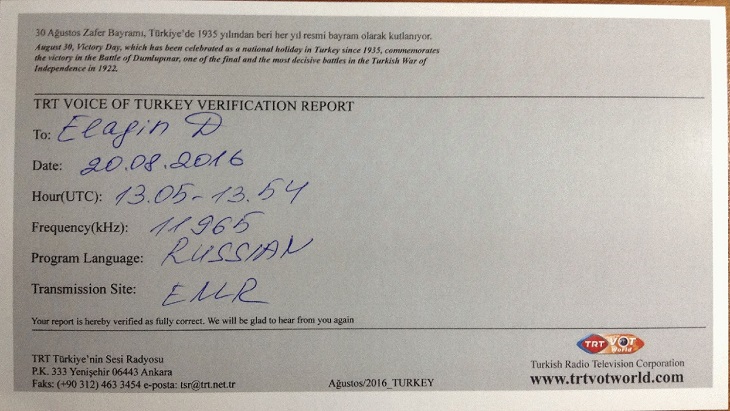 30 Ağustos Zafer Bayramı, Türkiye'de 1935 yılından beri her yıl resmi bayram olarak kutlanıyor.
August 30, Victory Day, which has been celebrated as a national holiday in Turkey since 1935, commemorates
the victory in the Battle of Dumlupınar, one of the final and the most decisive battles in the Turkish War of
Independence in 1922.
TRT VOICE OF TURKEY VERIFICATION REPORT
To: Elagin D
Date: 20.08.2016
Hour(UTC): 13.05-13.54
Frequency(kHz): 11965
Program Language: RUSSIAN
Transmission Site: EMR
Your report is hereby verified as fully correct. We will be glad to hear from you again
TRT VOT World
TRT Türkiye'nin Sesi Radyosu
P.K. 333 Yenişehir 06443 Ankara
Faks: (+90 312) 463 3454 e-posta: tsr@trt.net.tr
Ağustos/2016_TURKEY
Turkish Radio Television Corporation
www.trtvotworld.com